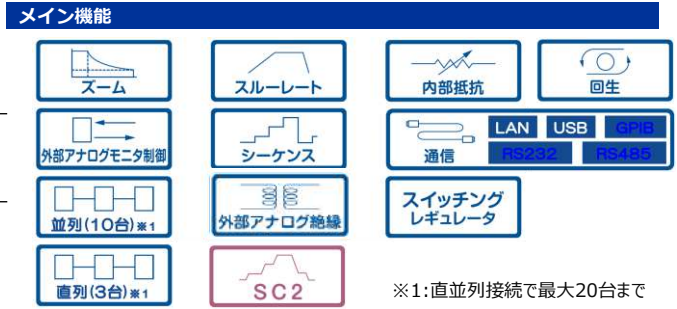 メイン機能
ズーム
スルーレート
内部抵抗
回生
外部アナログモニタ制御
シーケンス
通信
LAN USB GPIB
RS232 RS485
並列(10台)※1
外部アナログ絶縁
スイッチング
レギュレータ
直列(3台)※1
SC2
※1:直並列接続で最大20台まで